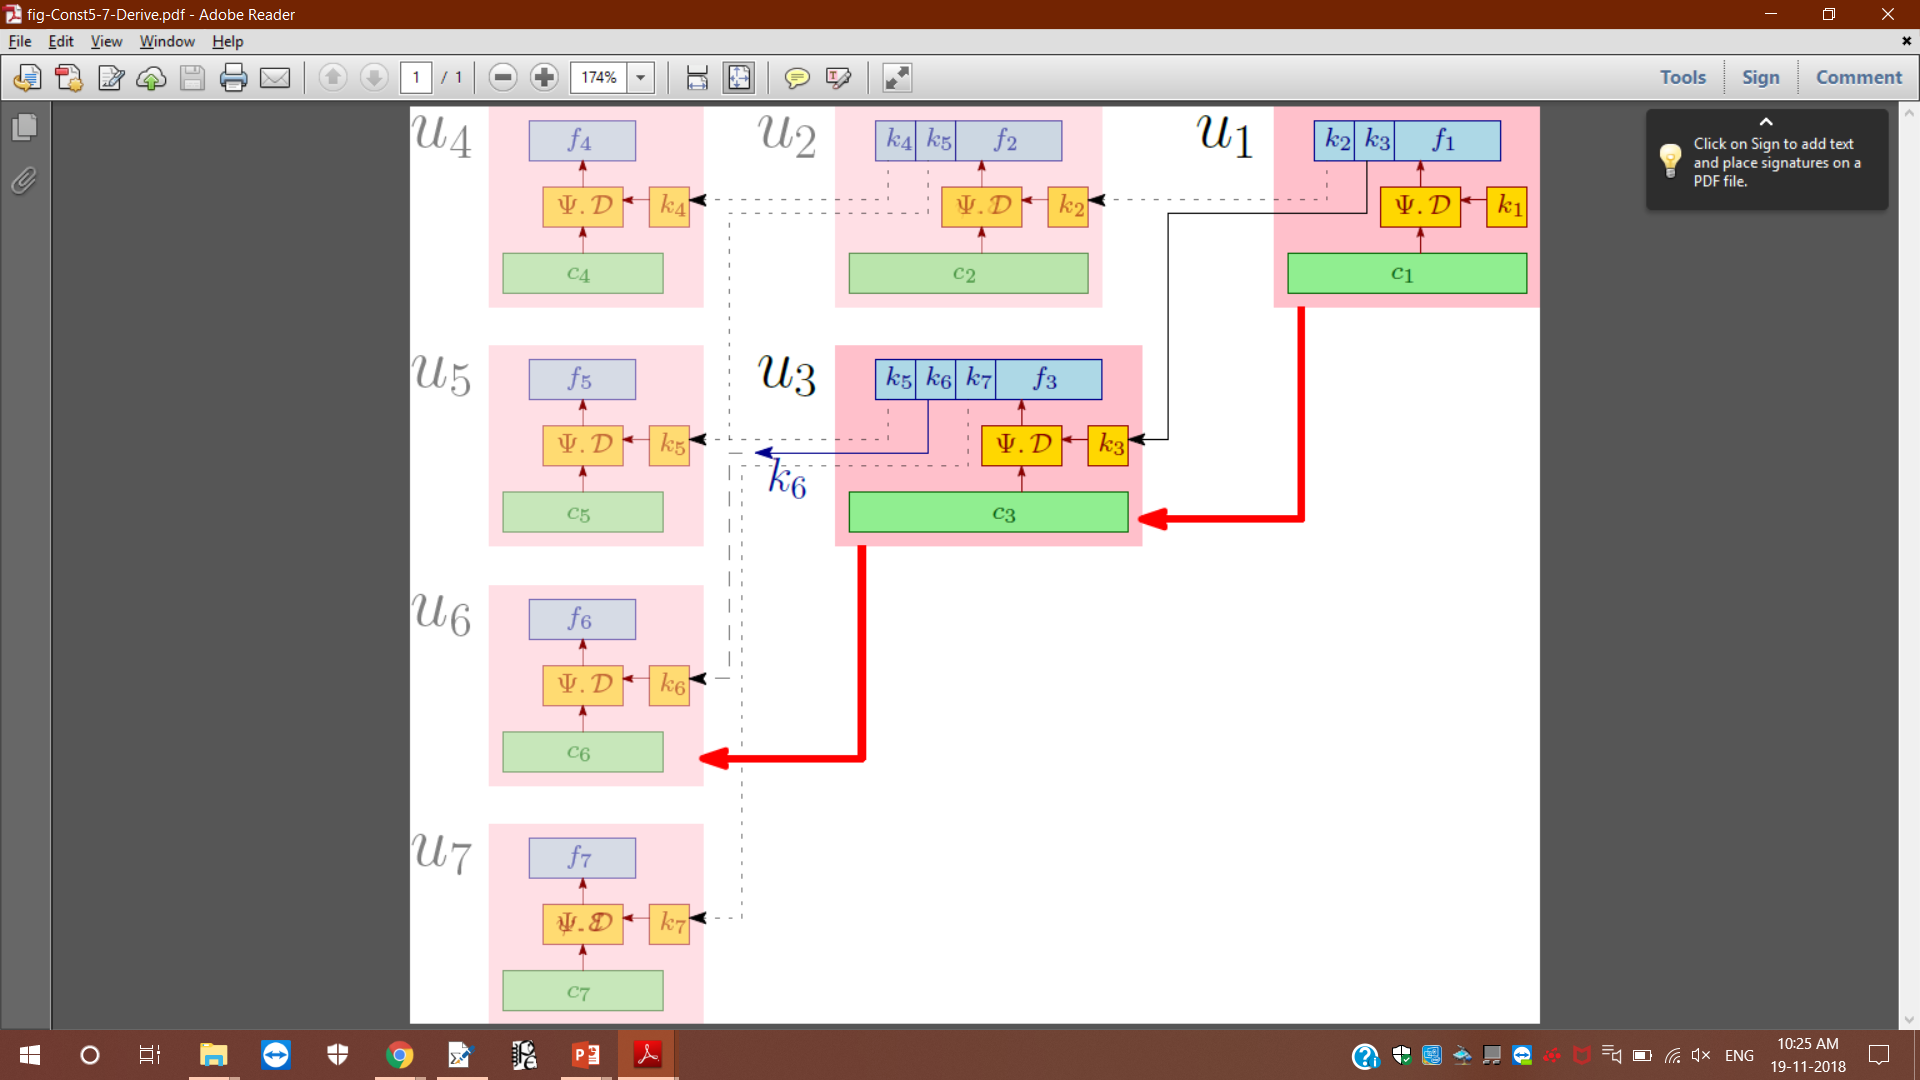 fig-Const5-7-Derive.pdf - Adobe Reader
File Edit View Window Help
1 / 1 174% Tools Sign Comment
Click on Sign to add text
and place signatures on a
PDF file.
u4 f4 u2 k4 k5 f2 u1 k2 k3 f1
Ψ.𝒟 k4 Ψ.𝒟 k2 Ψ.𝒟 k1
c4 c2 c1
u5 f5 u3 k5 k6 k7 f3
Ψ.𝒟 k5 Ψ.𝒟 k3
k6
c5 c3
u6 f6
Ψ.𝒟 k6
c6
u7 f7
k7
c7
ENG
10:25 AM
19-11-2018